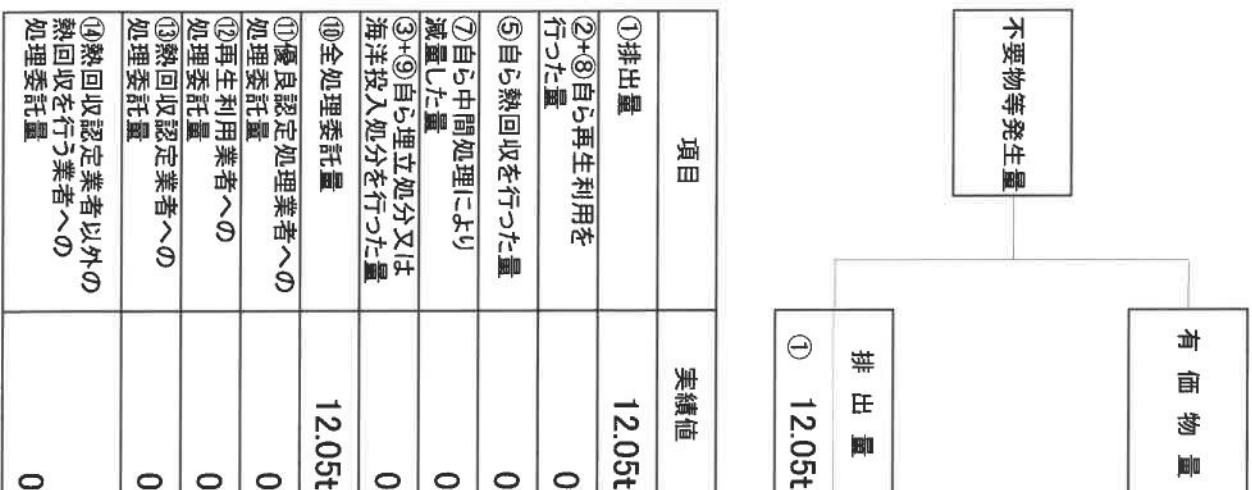 有価物量
不要物等発生量
排出量
① 12.05t
項目
実績値
①排出量
12.05t
②+⑧自ら再生利用を
行った量
0
⑤自ら熱回収を行った量
0
⑦自ら中間処理により
減量した量
0
③+⑨自ら埋立処分又は
海洋投入処分を行った量
0
⑩全処理委託量
12.05t
⑪優良認定処理業者への
処理委託量
0
⑫再生利用業者への
処理委託量
0
⑬熱回収認定業者への
処理委託量
0
⑭熱回収認定業者以外の
熱回収を行う業者への
処理委託量
0